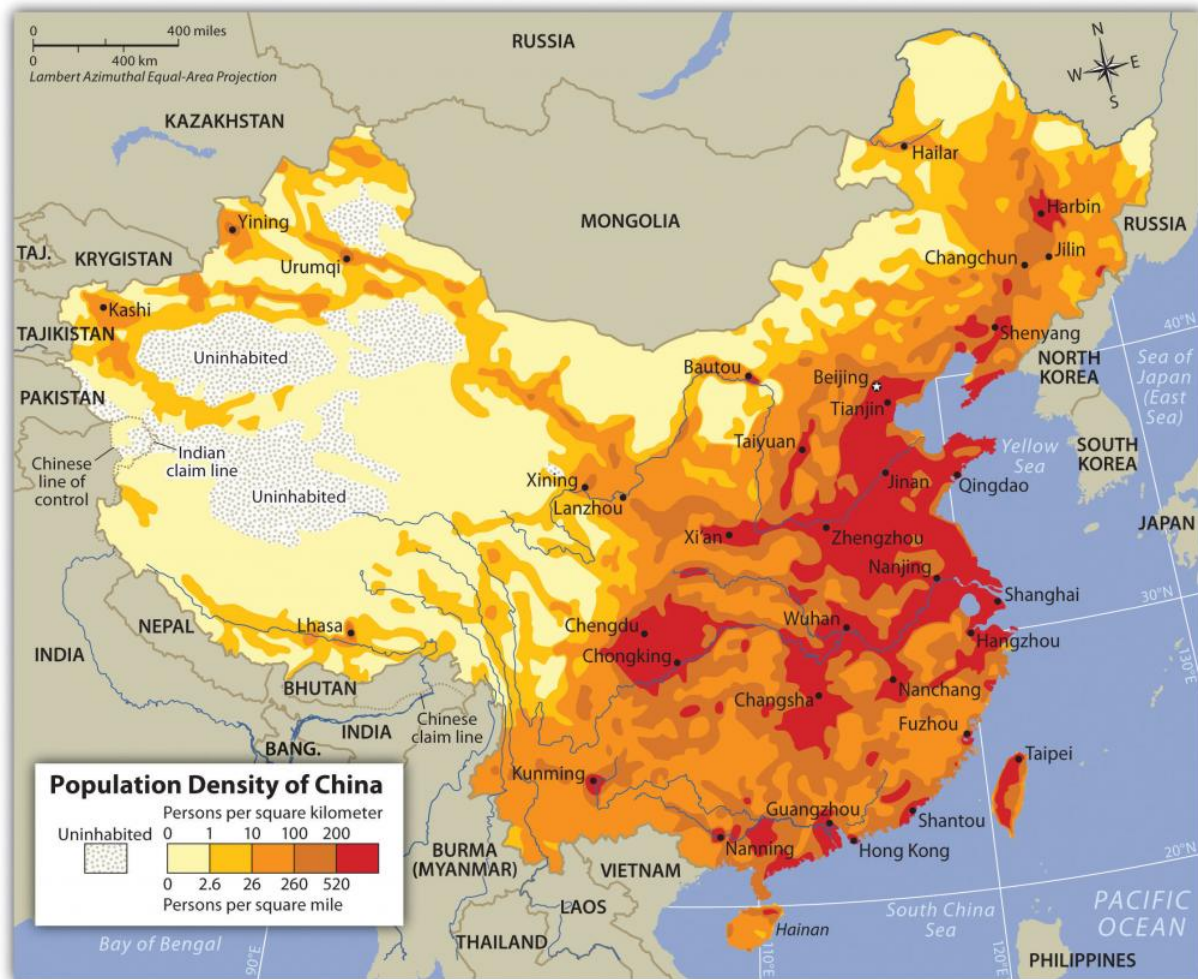 0 400 miles
0 400 km
Lambert Azimuthal Equal-Area Projection
RUSSIA
N
W E
S
KAZAKHSTAN
Hailar
Yining
MONGOLIA
Harbin
RUSSIA
TAJ.
KRYGISTAN
Urumqi
Changchun
Jilin
Kashi
TAJIKISTAN
Shenyang
40°N
Uninhabited
Bautou
Beijing
NORTH
KOREA
Sea of
Japan
(East
Sea)
PAKISTAN
Tianjin
Indian
claim line
Taiyuan
Yellow
Sea
SOUTH
KOREA
Chinese
line of
control
Uninhabited
Xining
Lanzhou
Jinan
Qingdao
JAPAN
Xi'an
Zhengzhou
Nanjing
Shanghai
30°N
NEPAL
Lhasa
Chengdu
Wuhan
Hangzhou
INDIA
Chongking
130°E
BHUTAN
Changsha
Nanchang
INDIA
Chinese
claim line
Fuzhou
BANG.
Taipei
Population Density of China
Persons per square kilometer
Uninhabited
0 1 10 100 200
0 2.6 26 260 520
Persons per square mile
Kunming
Guangzhou
Shantou
BURMA
(MYANMAR)
Nanning
Hong Kong
VIETNAM
20°N
LAOS
PACIFIC
OCEAN
South China
Sea
Hainan
Bay of Bengal
THAILAND
90°E
110°E
120°E
PHILIPPINES